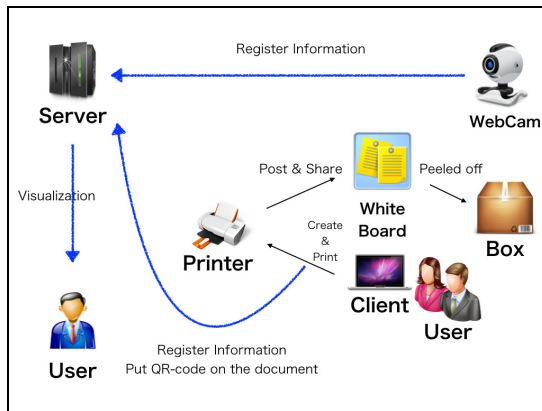 Register Information
Server
WebCam
Post & Share
Peeled off
Visualization
White
Board
Create
&
Print
Printer
Box
Client
User
User
Register Information
Put QR-code on the document